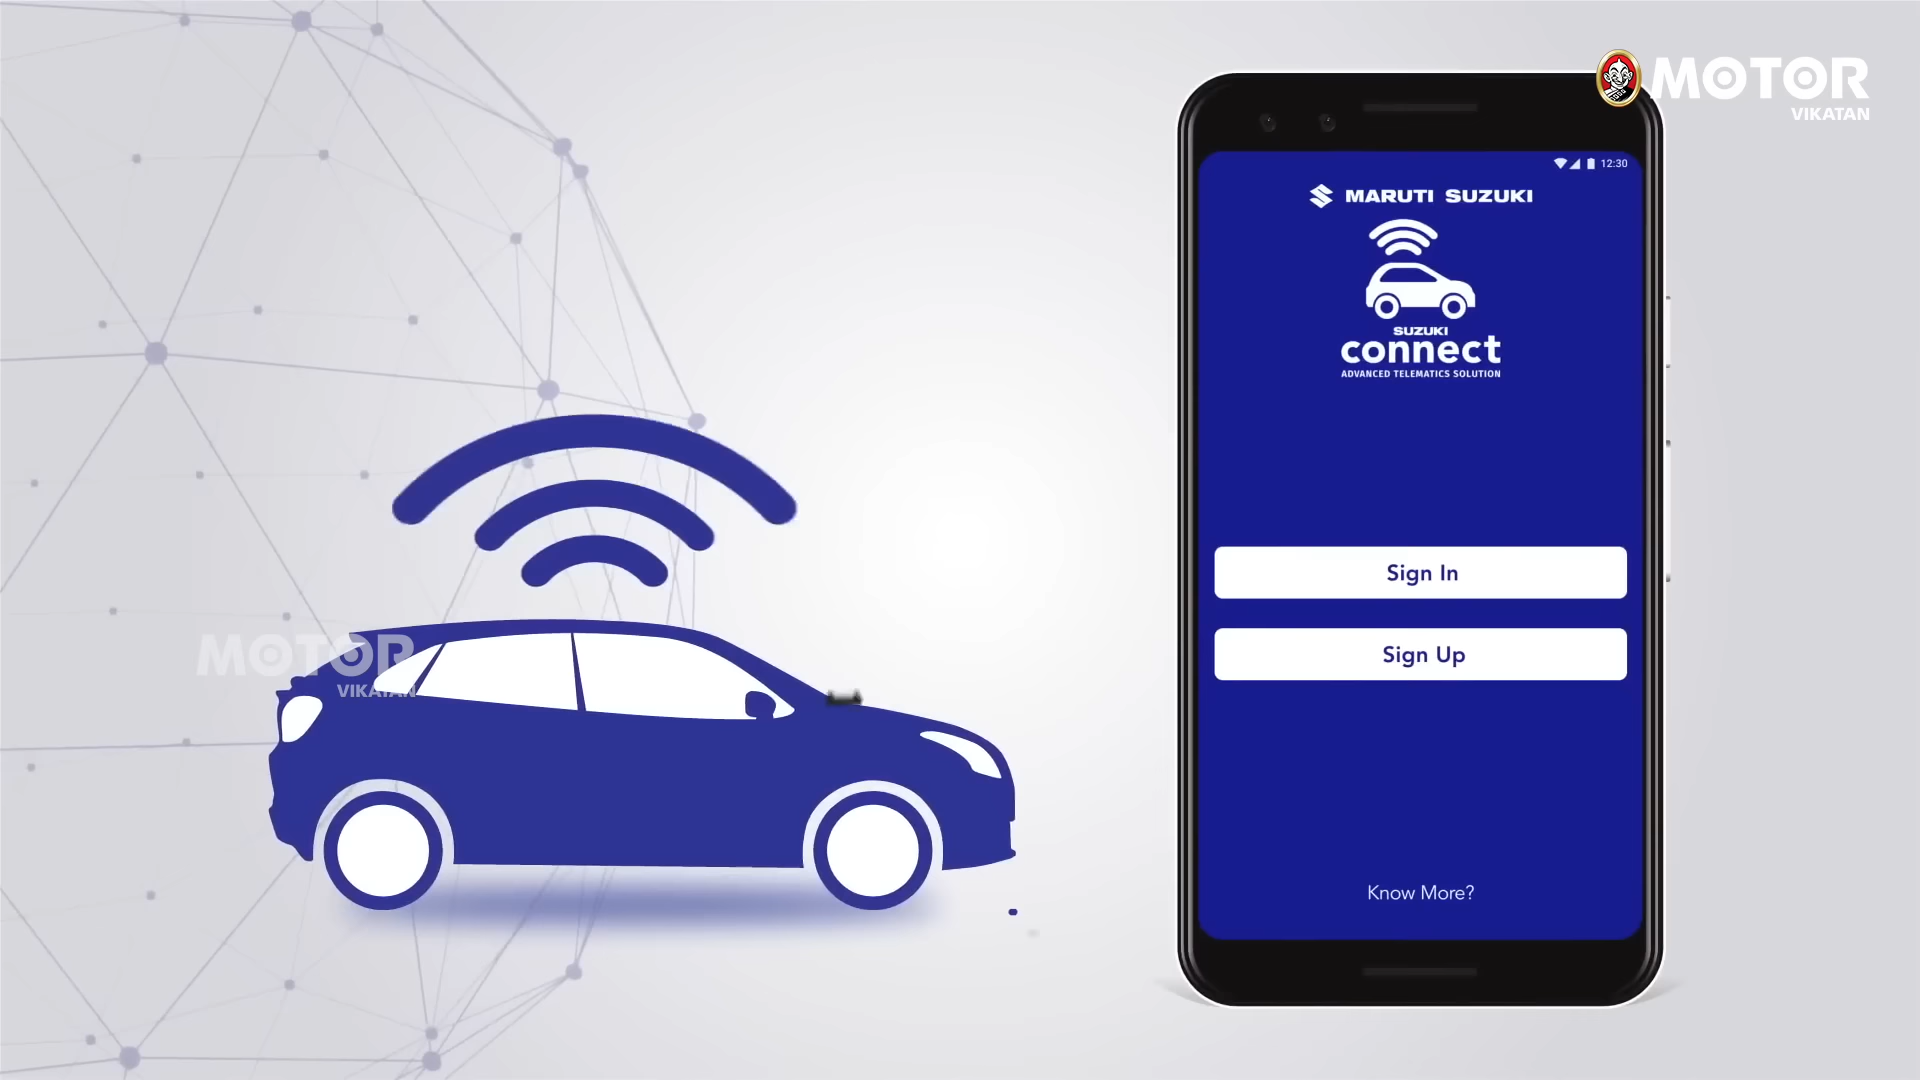 MOTOR
VIKATAN
12:30
MARUTI SUZUKI
SUZUKI
connect
ADVANCED TELEMATICS SOLUTION
Sign In
Sign Up
Know More?
MOTOR
VIKATAN